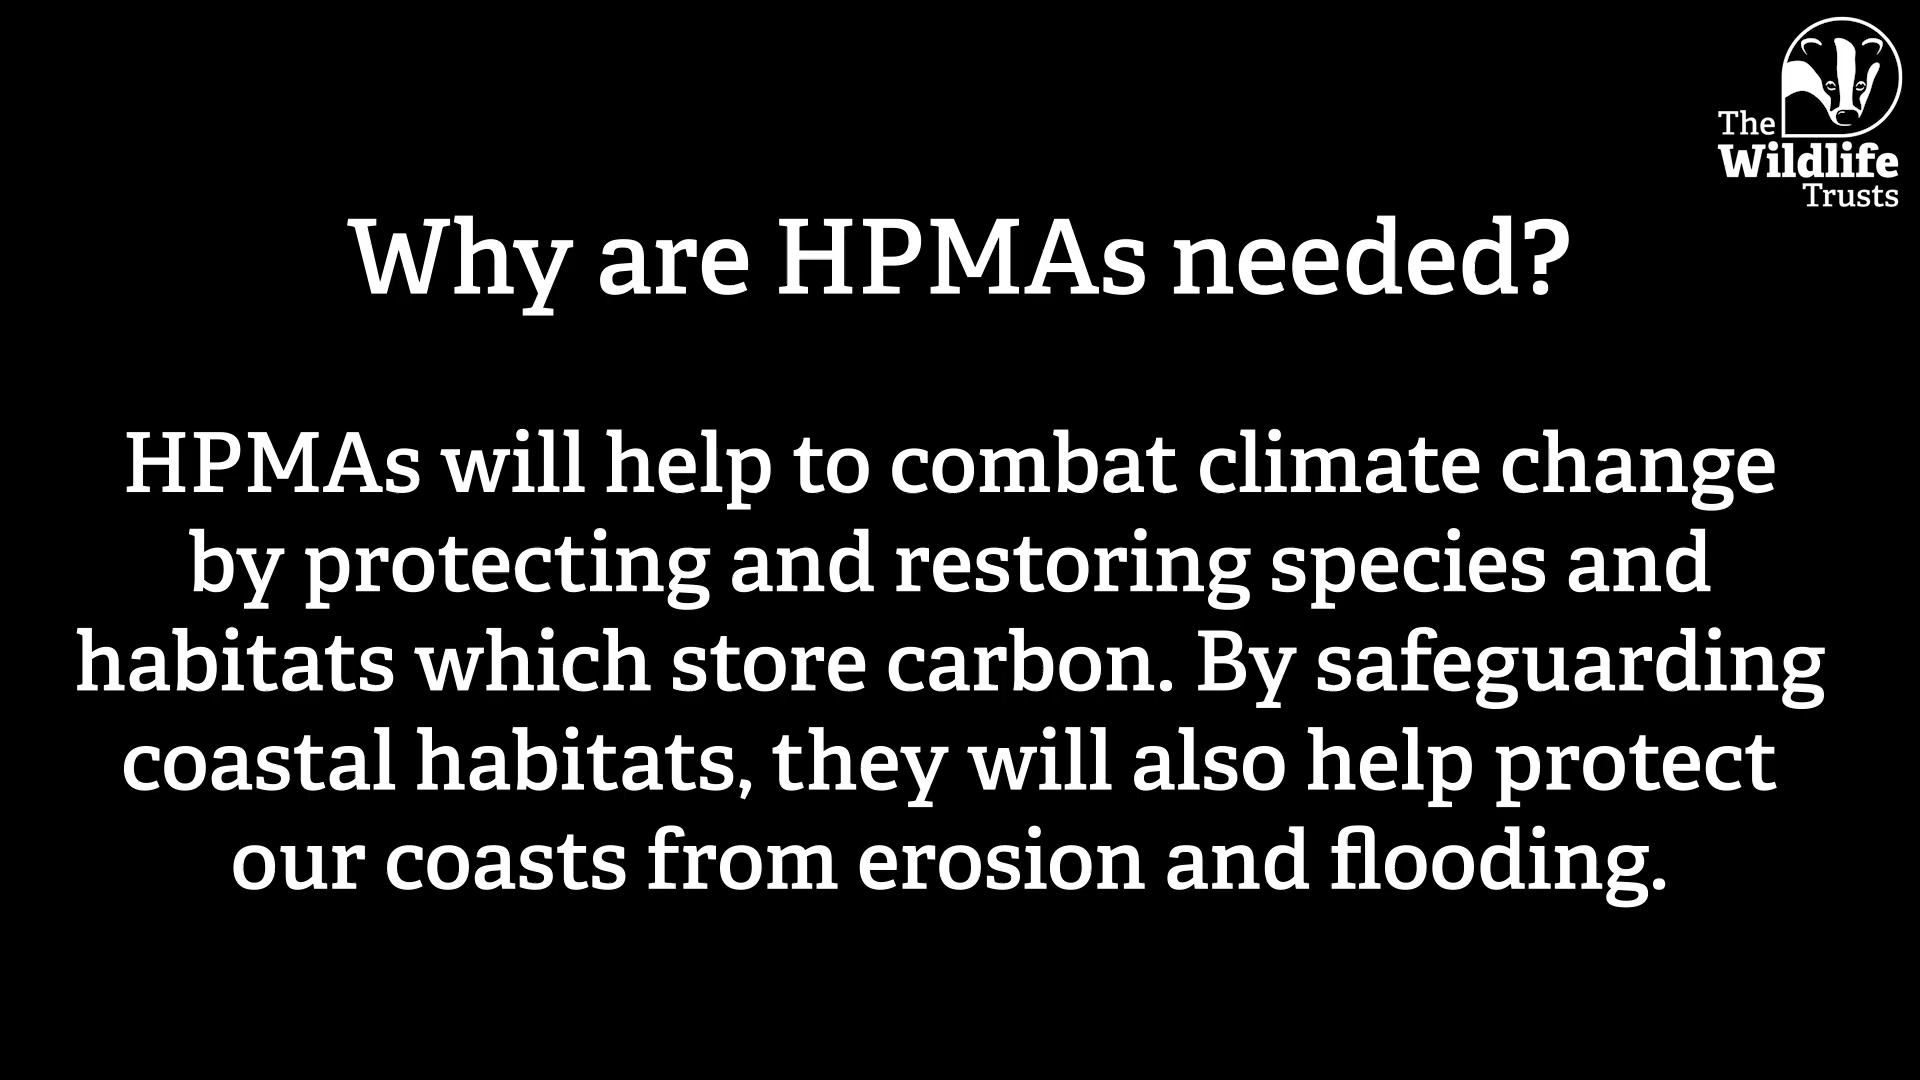 The
Wildlife
Trusts
Why are HPMAs needed?
HPMAs will help to combat climate change
by protecting and restoring species and
habitats which store carbon. By safeguarding
coastal habitats, they will also help protect
our coasts from erosion and flooding.